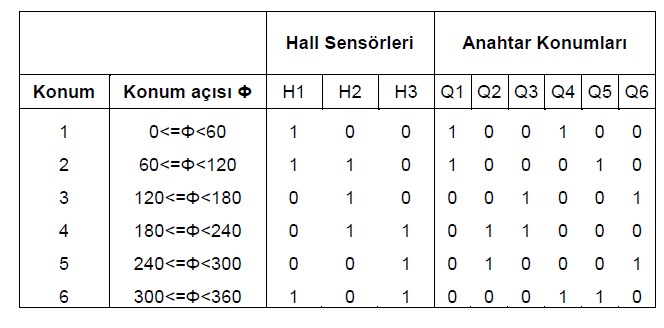 Hall Sensörleri Anahtar Konumları
Konum Konum açısı Φ H1 H2 H3 Q1 Q2 Q3 Q4 Q5 Q6
1 0<=Φ<60 1 0 0 1 0 0 1 0 0
2 60<=Φ<120 1 1 0 1 0 0 0 1 0
3 120<=Φ<180 0 1 0 0 0 1 0 0 1
4 180<=Φ<240 0 1 1 0 1 1 0 0 0
5 240<=Φ<300 0 0 1 0 1 0 0 0 1
6 300<=Φ<360 1 0 1 0 0 0 1 1 0